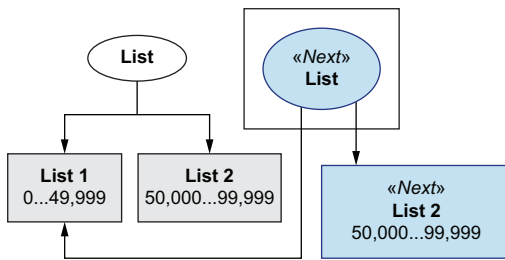 List
«Next»
List
List 1
0...49,999
List 2
50,000...99,999
«Next»
List 2
50,000...99,999